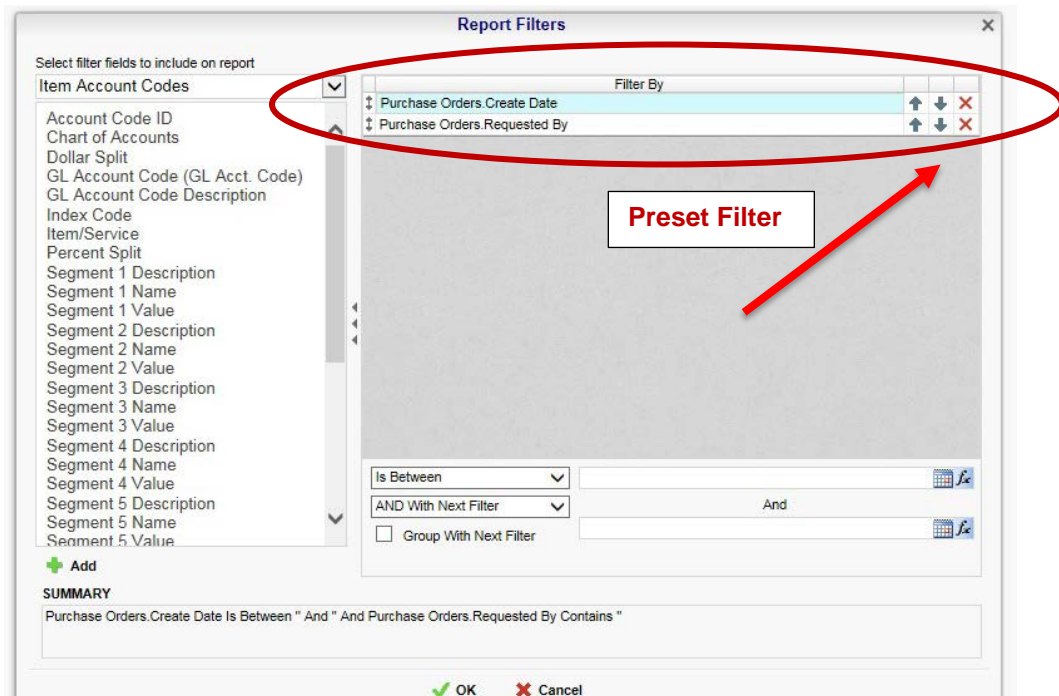 Report Filters
Select filter fields to include on report
Item Account Codes
Account Code ID
Chart of Accounts
Dollar Split
GL Account Code (GL Acct. Code)
GL Account Code Description
Index Code
Item/Service
Percent Split
Segment 1 Description
Segment 1 Name
Segment 1 Value
Segment 2 Description
Segment 2 Name
Segment 2 Value
Segment 3 Description
Segment 3 Name
Segment 3 Value
Segment 4 Description
Segment 4 Name
Segment 4 Value
Segment 5 Description
Segment 5 Name
Segment 5 Value
Add
Filter By
Purchase Orders.Create Date
Purchase Orders.Requested By
Preset Filter
Is Between
fx
AND With Next Filter
And
Group With Next Filter
fx
SUMMARY
Purchase Orders.Create Date Is Between '' And '' And Purchase Orders.Requested By Contains ''
OK
Cancel